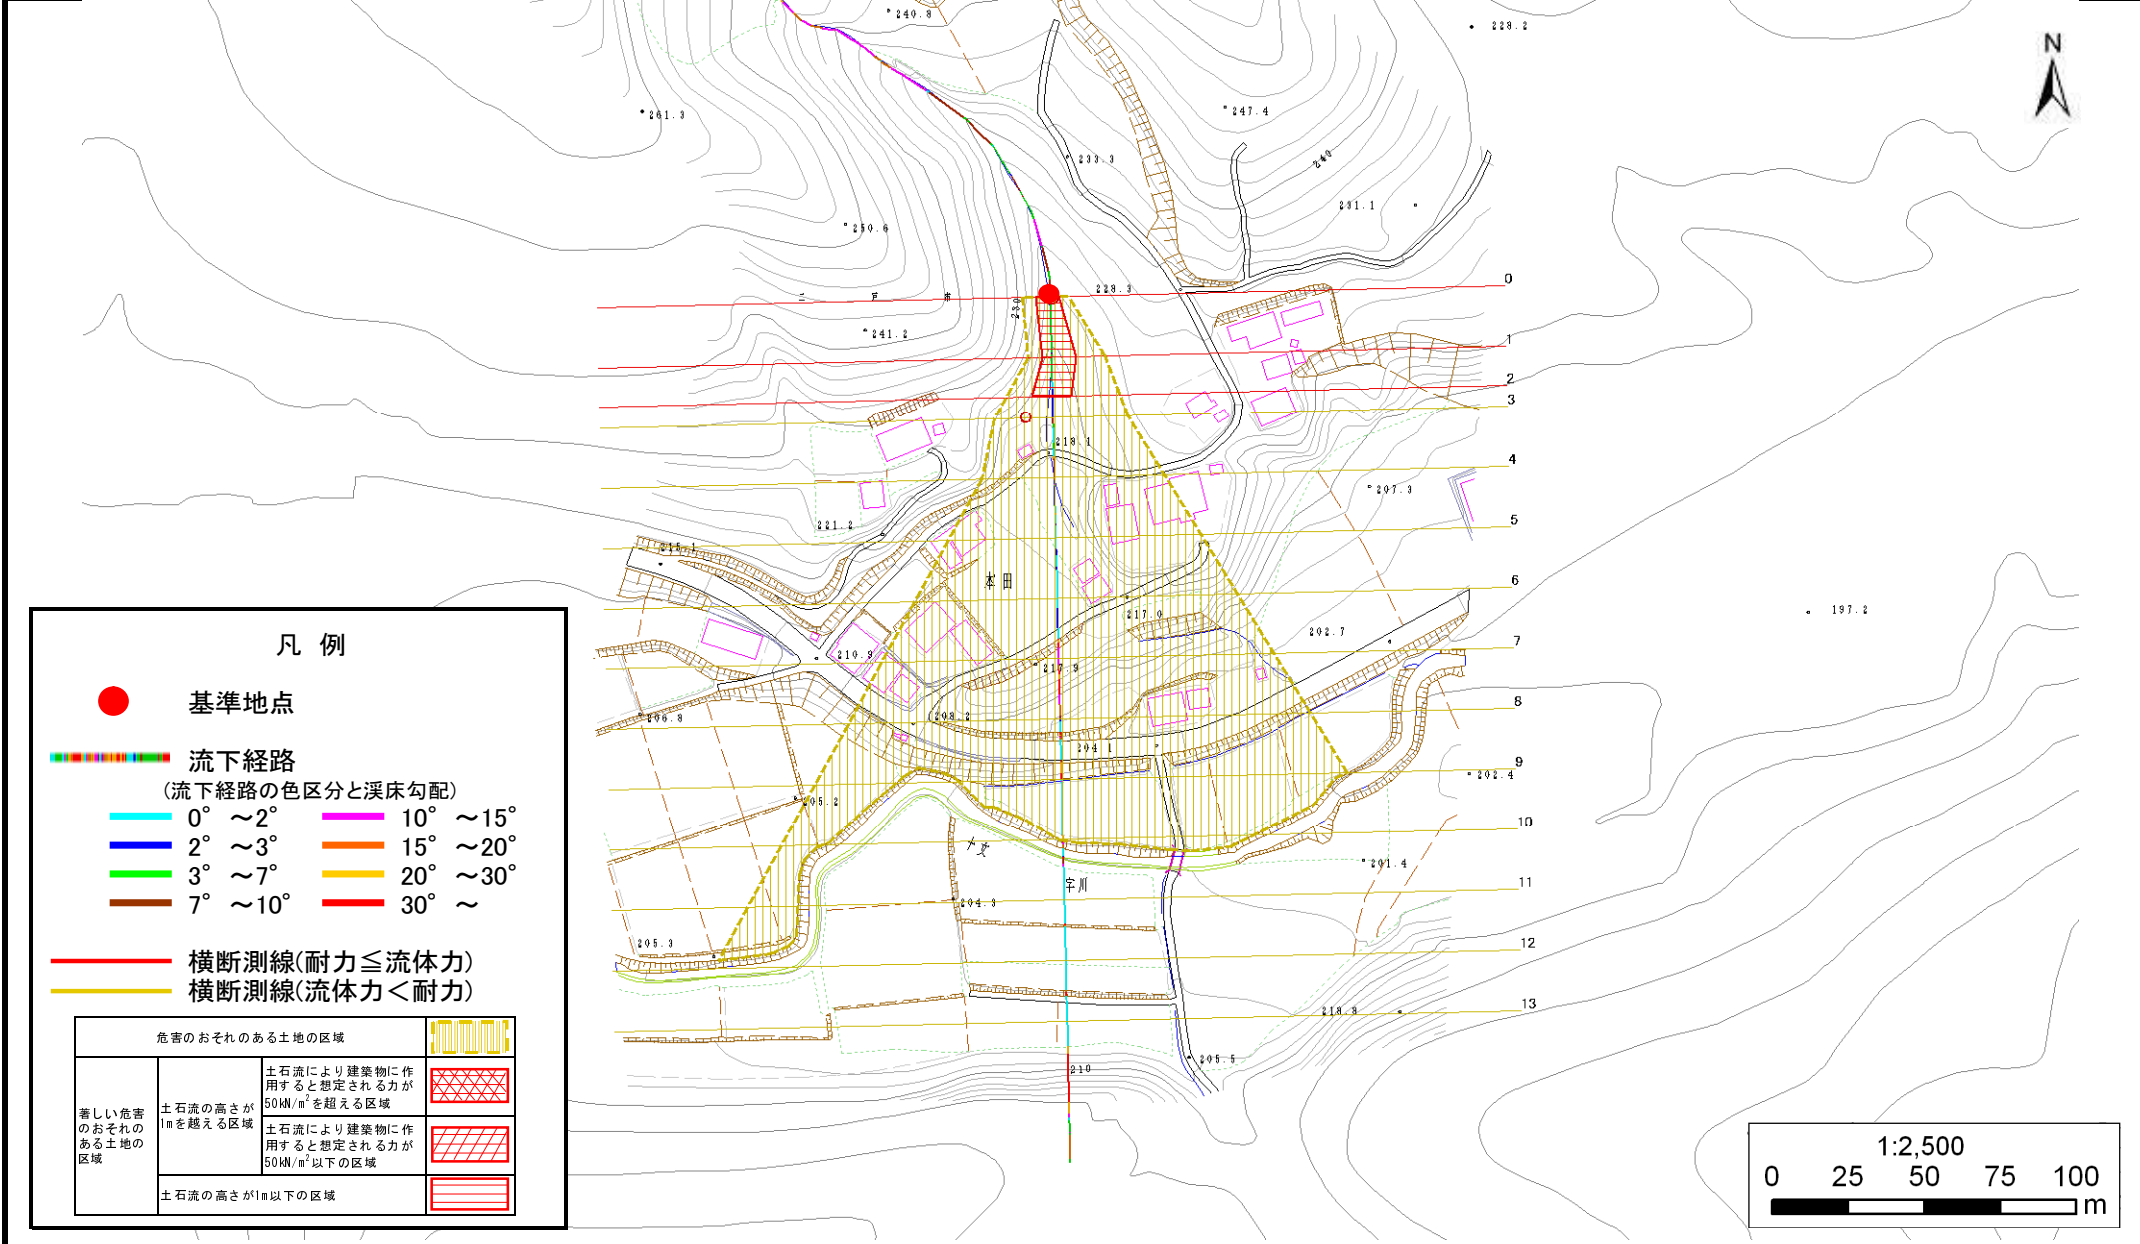 240.8
228.2
N
261.3
247.4
233.3
240
231.1
250.6
0
228.3
二 戸 市
230
241.2
1
2
3
218.1
4
207.3
221.2
5
215.1
本田
6
217.0
197.2
202.7
7
210.9
217.9
8
206.8
208.2
204.1
9
202.4
205.2
10
十文字川
201.4
11
204.3
205.3
12
13
218.8
205.5
210
凡 例
基準地点
流下経路
(流下経路の色区分と渓床勾配)
0° ～2° 10° ～15°
2° ～3° 15° ～20°
3° ～7° 20° ～30°
7° ～10° 30° ～
横断測線(耐力≦流体力)
横断測線(流体力＜耐力)
危害のおそれのある土地の区域
著しい危害
のおそれの
ある土地の
区域
土石流の高さが
1mを越える区域
土石流により建築物に作
用すると想定される力が
50kN/m²を超える区域
土石流により建築物に作
用すると想定される力が
50kN/m²以下の区域
土石流の高さが1m以下の区域
1:2,500
0 25 50 75 100
m